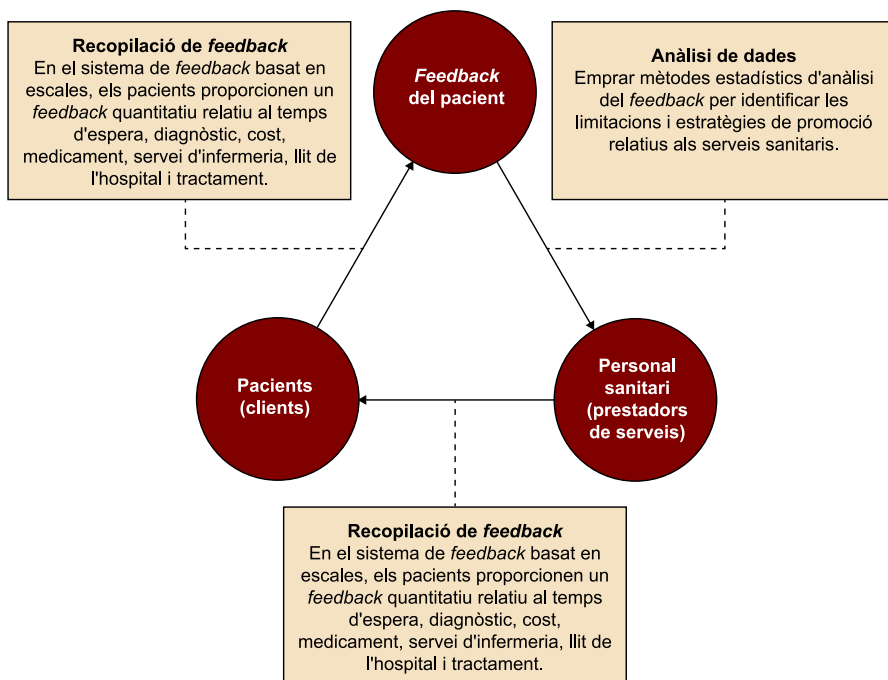 Recopilació de feedback
En el sistema de feedback basat en
escales, els pacients proporcionen un
feedback quantitatiu relatiu al temps
d'espera, diagnòstic, cost,
medicament, servei d'infermeria, llit de
l'hospital i tractament.
Feedback
del pacient
Anàlisi de dades
Emprar mètodes estadístics d'anàlisi
del feedback per identificar les
limitacions i estratègies de promoció
relatius als serveis sanitaris.
Pacients
(clients)
Personal
sanitari
(prestadors
de serveis)
Recopilació de feedback
En el sistema de feedback basat en
escales, els pacients proporcionen un
feedback quantitatiu relatiu al temps
d'espera, diagnòstic, cost,
medicament, servei d'infermeria, llit de
l'hospital i tractament.